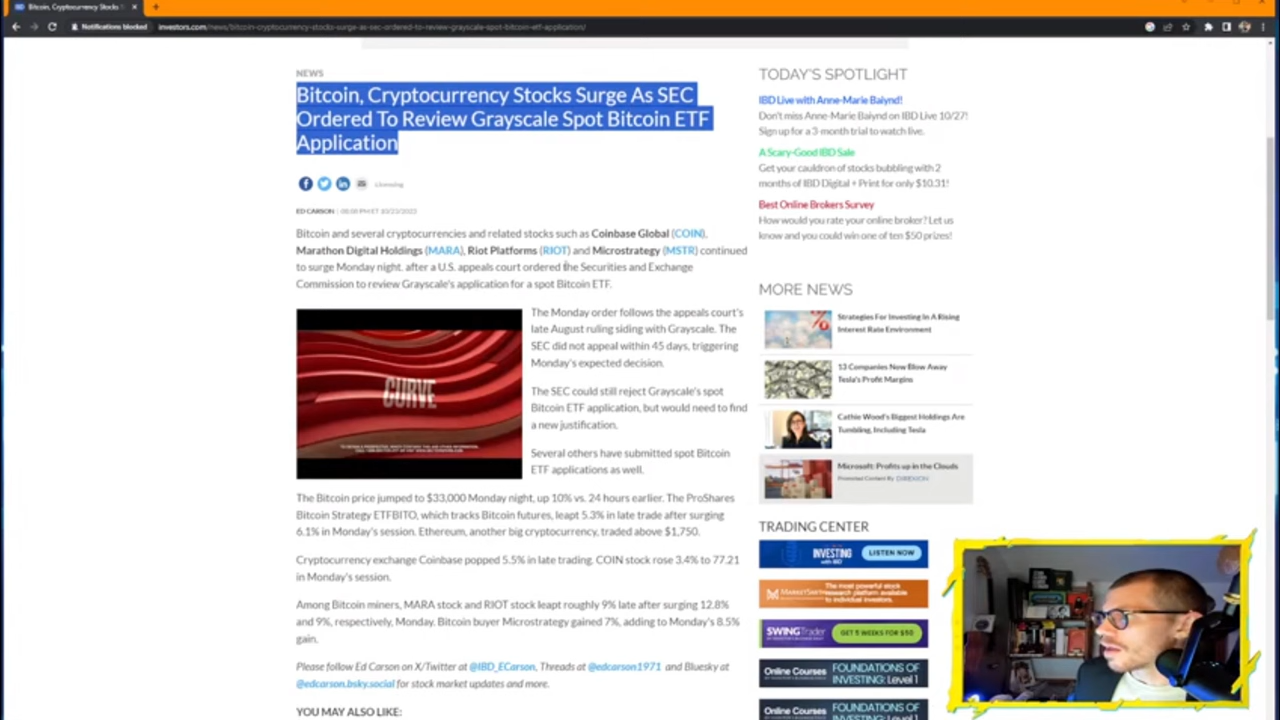 Bitcoin, Cryptocurrency Stocks
Notifications blocked
investors.com/news/bitcoin-cryptocurrency-stocks-surge-as-sec-ordered-to-review-grayscale-spot-bitcoin-etf-application/
NEWS
Bitcoin, Cryptocurrency Stocks Surge As SEC
Ordered To Review Grayscale Spot Bitcoin ETF
Application
Licensing
ED CARSON
Bitcoin and several cryptocurrencies and related stocks such as Coinbase Global (COIN),
Marathon Digital Holdings (MARA), Riot Platforms (RIOT) and Microstrategy (MSTR) continued
to surge Monday night, after a U.S. appeals court ordered the Securities and Exchange
Commission to review Grayscale's application for a spot Bitcoin ETF.
CURVE
The Monday order follows the appeals court's
late August ruling siding with Grayscale. The
SEC did not appeal within 45 days, triggering
Monday's expected decision.
The SEC could still reject Grayscale's spot
Bitcoin ETF application, but would need to find
a new justification.
Several others have submitted spot Bitcoin
ETF applications as well.
The Bitcoin price jumped to $33,000 Monday night, up 10% vs. 24 hours earlier. The ProShares
Bitcoin Strategy ETFBITO, which tracks Bitcoin futures, leapt 5.3% in late trade after surging
6.1% in Monday's session. Ethereum, another big cryptocurrency, traded above $1,750.
Cryptocurrency exchange Coinbase popped 5.5% in late trading. COIN stock rose 3.4% to 77.21
in Monday's session.
Among Bitcoin miners, MARA stock and RIOT stock leapt roughly 9% late after surging 12.8%
and 9%, respectively, Monday. Bitcoin buyer Microstrategy gained 7%, adding to Monday's 8.5%
gain.
Please follow Ed Carson on X/Twitter at @IBD_ECarson, Threads at @edcarson1971 and Bluesky at
@edcarson.bsky.social for stock market updates and more.
YOU MAY ALSO LIKE:
TODAY'S SPOTLIGHT
IBD Live with Anne-Marie Baiynd!
Don't miss Anne-Marie Baiynd on IBD Live 10/27!
Sign up for a 3-month trial to watch live.
A Scary-Good IBD Sale
Get your cauldron of stocks bubbling with 2
months of IBD Digital + Print for only $10.31!
Best Online Brokers Survey
How would you rate your online broker? Let us
know and you could win one of ten $50 prizes!
MORE NEWS
Strategies For Investing In A Rising
Interest Rate Environment
13 Companies Now Blow Away
Tesla's Profit Margins
Cathie Wood's Biggest Holdings Are
Tumbling, Including Tesla
Microsoft: Profits up in the Clouds
Promoted Content By DIREXION
TRADING CENTER
INVESTING
with IBD
LISTEN NOW
The most powerful stock
research platform available
to individual investors.
SWINGTrader
GET 5 WEEKS FOR $50
Online Courses
FOUNDATIONS OF
INVESTING: Level 1
Online Courses
FOUNDATIONS OF
INVESTING: Level 1